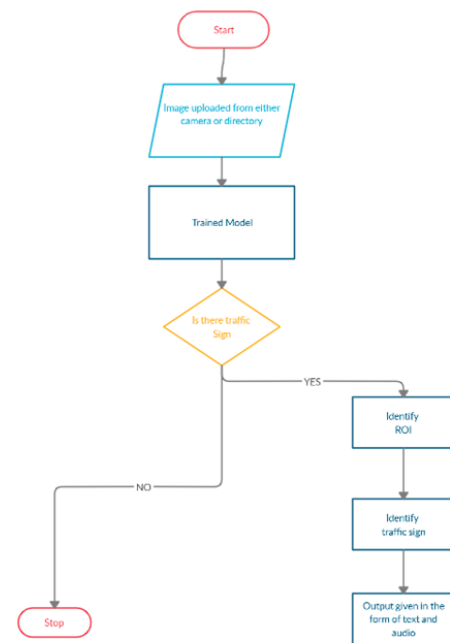 Start
Image uploaded from either
camera or directory
Trained Model
Is there traffic
Sign
YES
Identify
ROI
NO
Identify
traffic sign
Output given in the
form of text and
audio
Stop